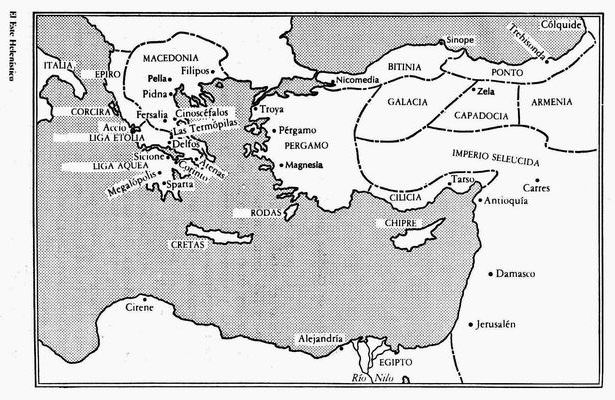 El Este Helenístico
Cólquide
Trebisonda
Sinope
MACEDONIA
ITALIA
EPIRO
Pella
Filipos
BITINIA
PONTO
Nicomedia
Pidna
Zela
CORCIRA
Fersalia
Cinoscéfalos
Troya
GALACIA
ARMENIA
CAPADOCIA
Accio
Las Termópilas
LIGA ETOLIA
Delfos
Pérgamo
PERGAMO
Sicione
Atenas
Corinto
LIGA AQUEA
Magnesia
IMPERIO SELEUCIDA
Megalópolis
Sparta
Tarso
Carres
CILICIA
Antioquía
RODAS
CHIPRE
CRETAS
Damasco
Cirene
Jerusalén
Alejandría
EGIPTO
Río Nilo